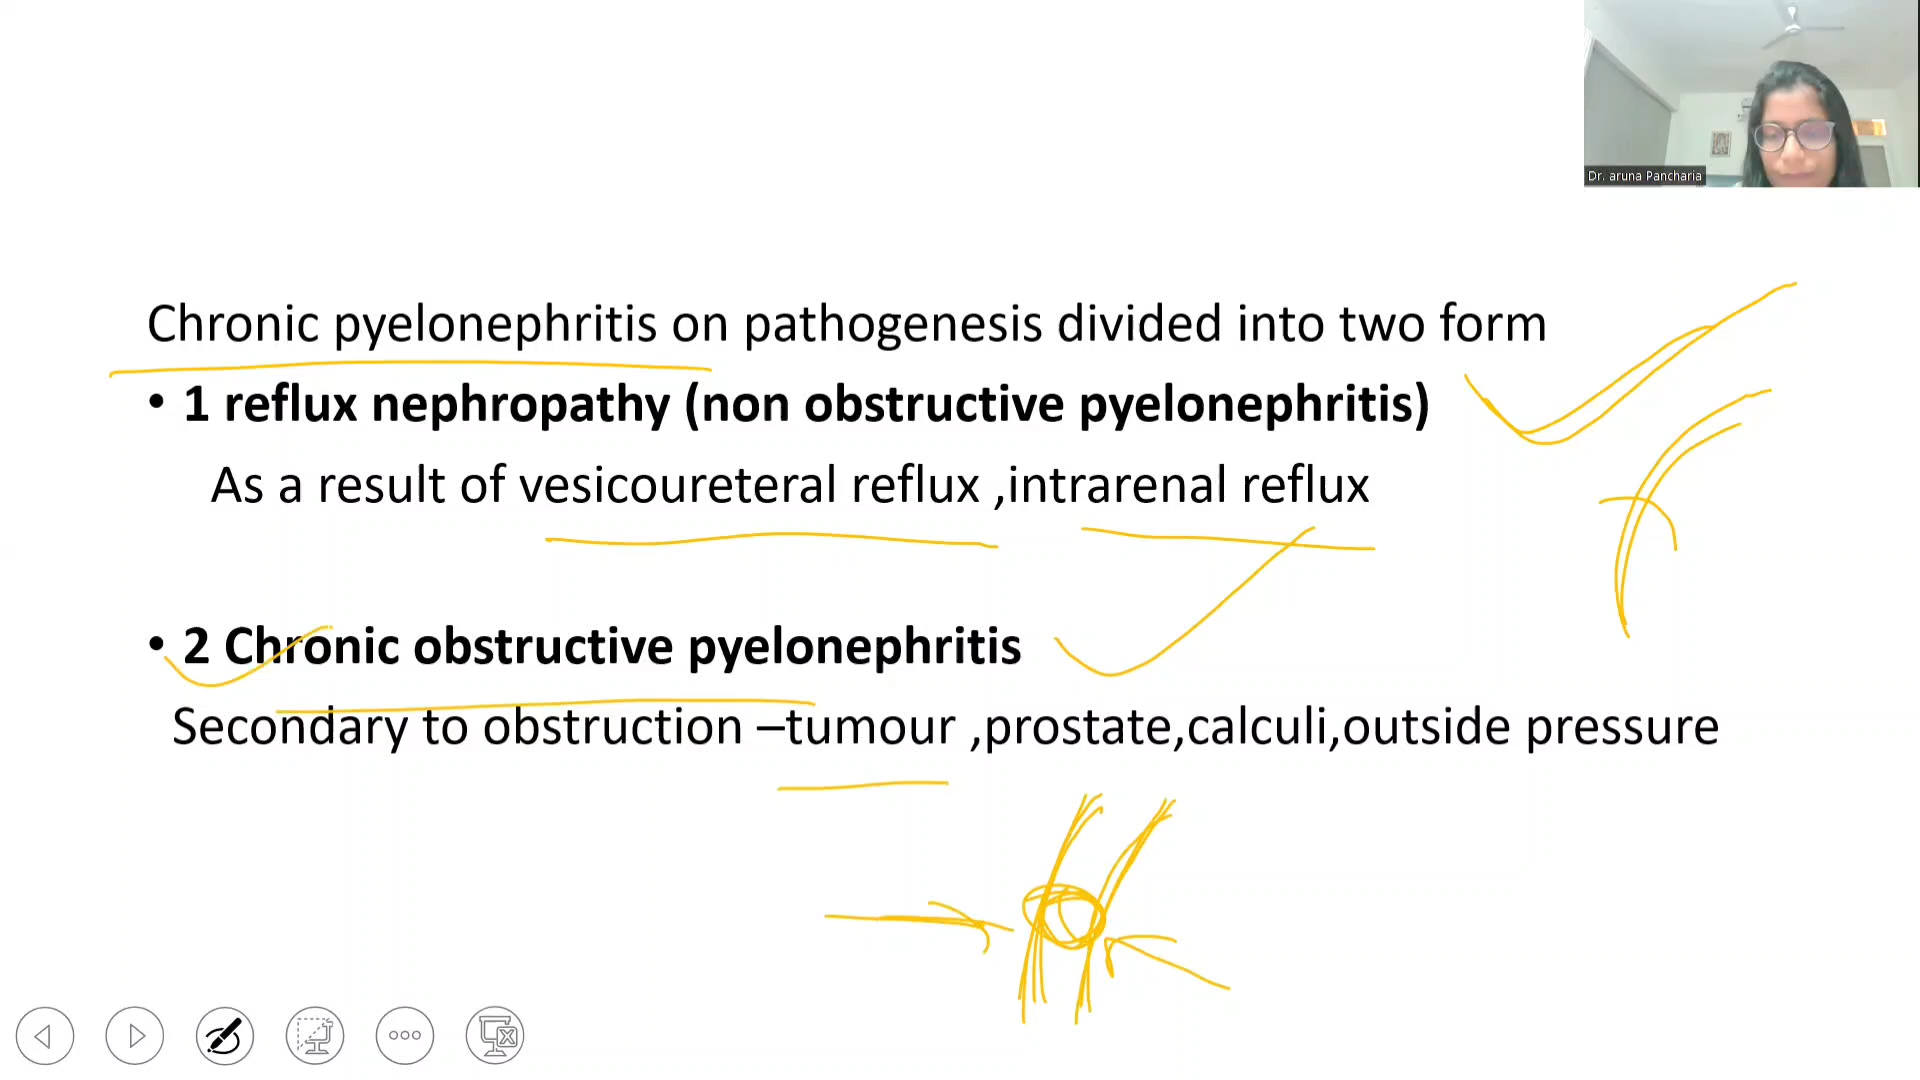 Dr. aruna Pancharia
Chronic pyelonephritis on pathogenesis divided into two form
• 1 reflux nephropathy (non obstructive pyelonephritis)
As a result of vesicoureteral reflux ,intrarenal reflux
• 2 Chronic obstructive pyelonephritis
Secondary to obstruction –tumour ,prostate,calculi,outside pressure